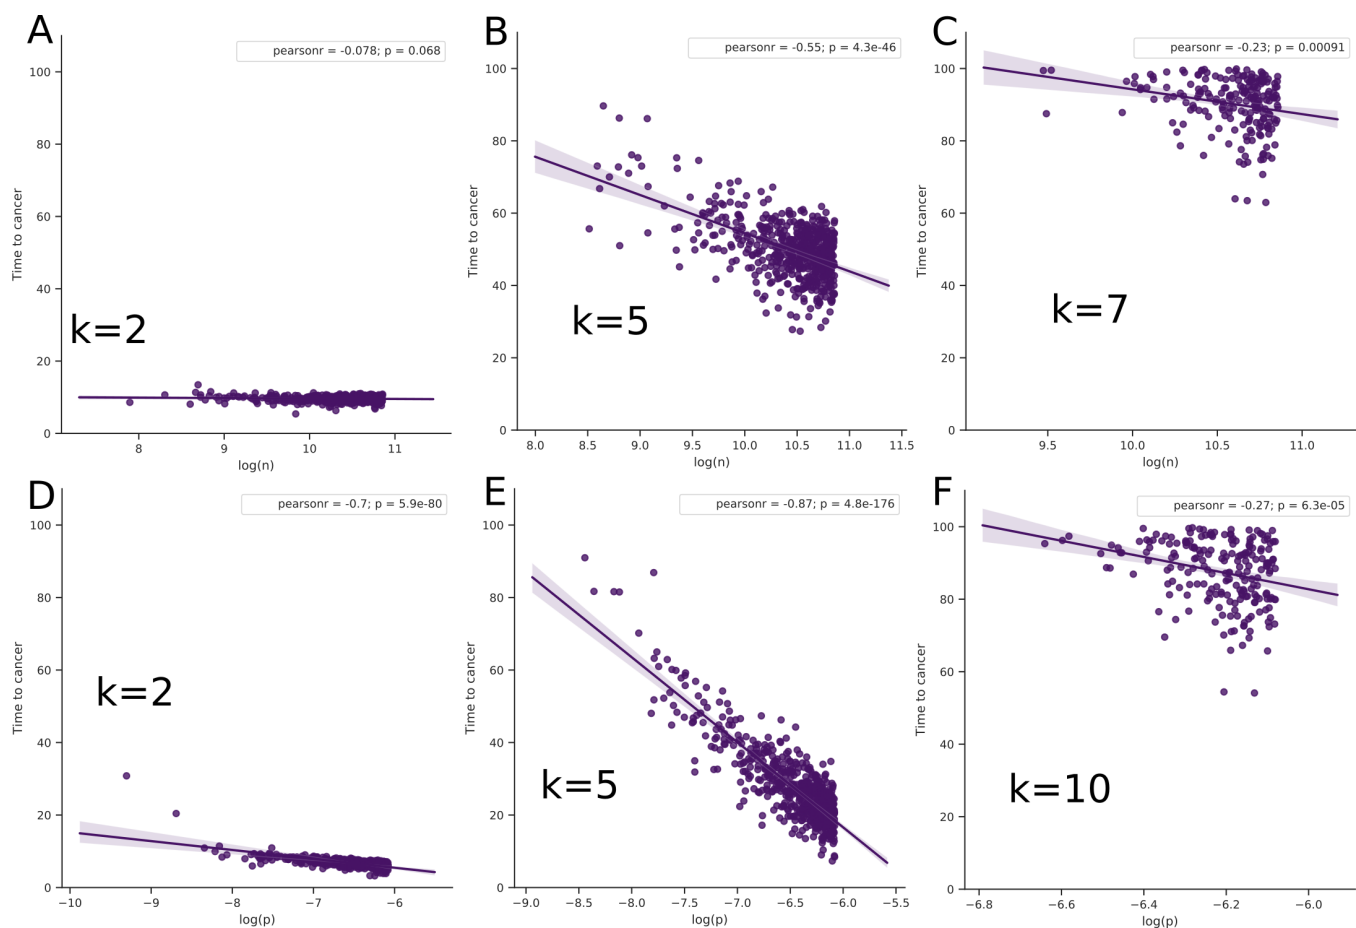 A
pearsonr = -0.078; p = 0.068
100
80
60
40
20
0
Time to cancer
k=2
8
9
10
11
log(n)
B
pearsonr = -0.55; p = 4.3e-46
100
80
60
40
20
0
Time to cancer
k=5
8.0
8.5
9.0
9.5
10.0
10.5
11.0
11.5
log(n)
C
pearsonr = -0.23; p = 0.00091
100
80
60
40
20
0
Time to cancer
k=7
9.5
10.0
10.5
11.0
log(n)
D
pearsonr = -0.7; p = 5.9e-80
100
80
60
40
20
0
Time to cancer
k=2
−10
−9
−8
−7
−6
log(p)
E
pearsonr = -0.87; p = 4.8e-176
100
80
60
40
20
0
Time to cancer
k=5
−9.0
−8.5
−8.0
−7.5
−7.0
−6.5
−6.0
−5.5
log(p)
F
pearsonr = -0.27; p = 6.3e-05
100
80
60
40
20
0
Time to cancer
k=10
−6.8
−6.6
−6.4
−6.2
−6.0
log(p)